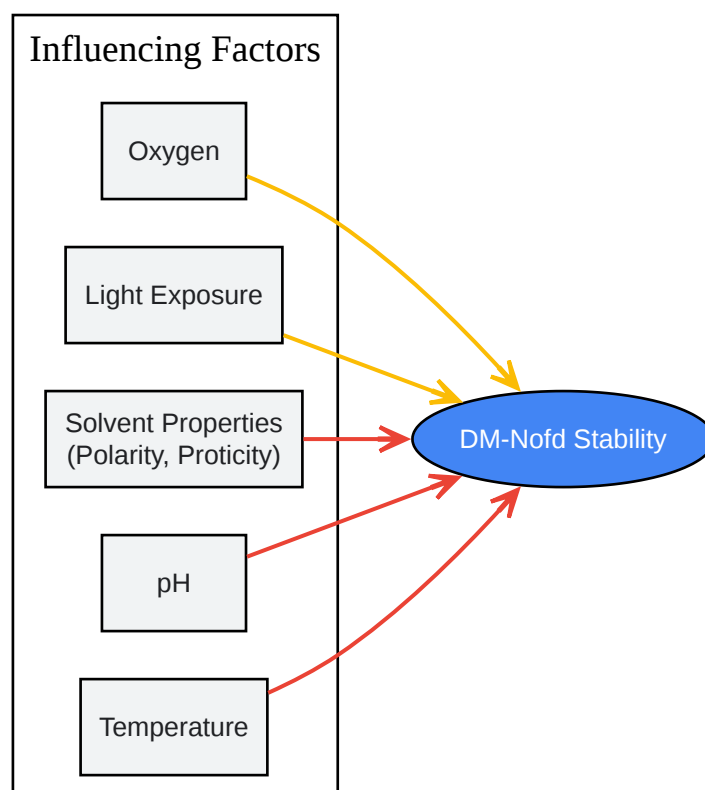 Influencing Factors
Oxygen
Light Exposure
Solvent Properties
(Polarity, Proticity)
DM-Nofd Stability
pH
Temperature